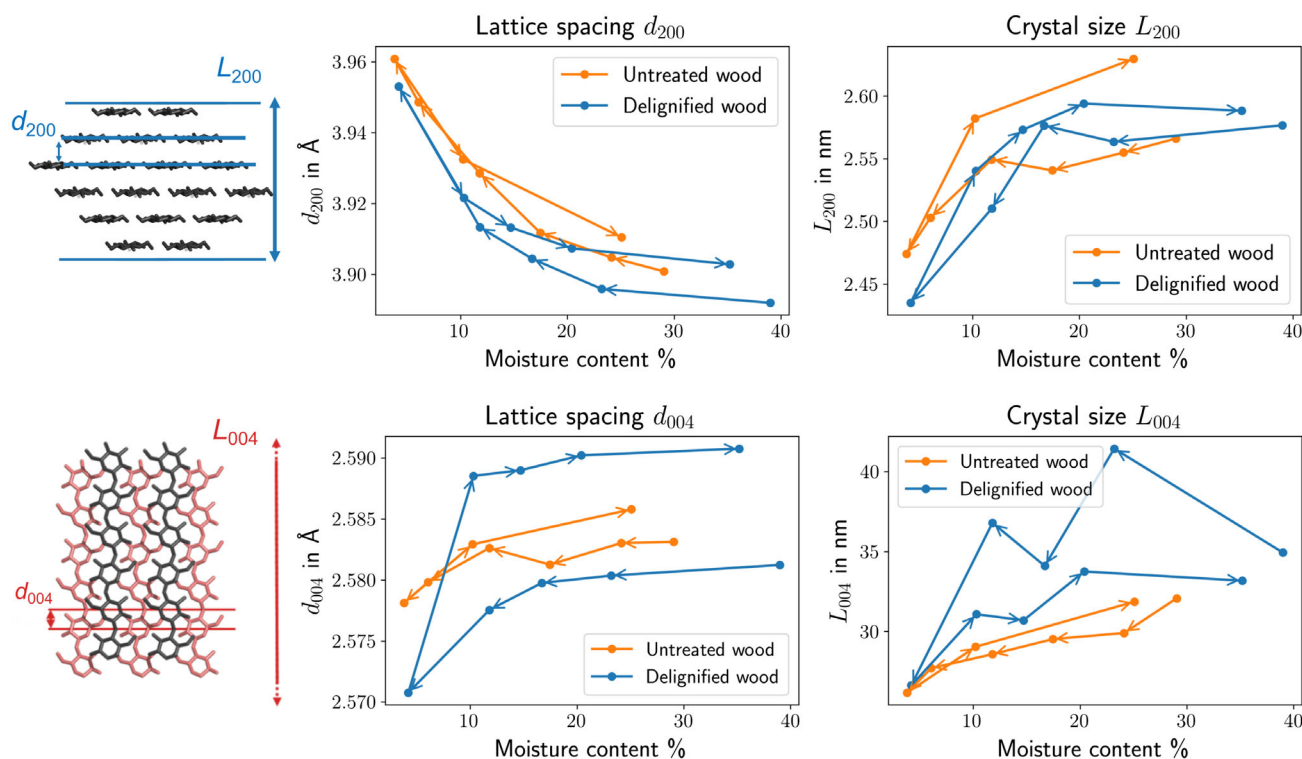 L200
d200
Lattice spacing d200
d200 in Å
3.96
3.94
3.92
3.90
Untreated wood
Delignified wood
10
20
30
40
Moisture content %
Crystal size L200
L200 in nm
2.60
2.55
2.50
2.45
Untreated wood
Delignified wood
10
20
30
40
Moisture content %
L004
d004
Lattice spacing d004
d004 in Å
2.590
2.585
2.580
2.575
2.570
Untreated wood
Delignified wood
10
20
30
40
Moisture content %
Crystal size L004
L004 in nm
40
35
30
Untreated wood
Delignified wood
10
20
30
40
Moisture content %